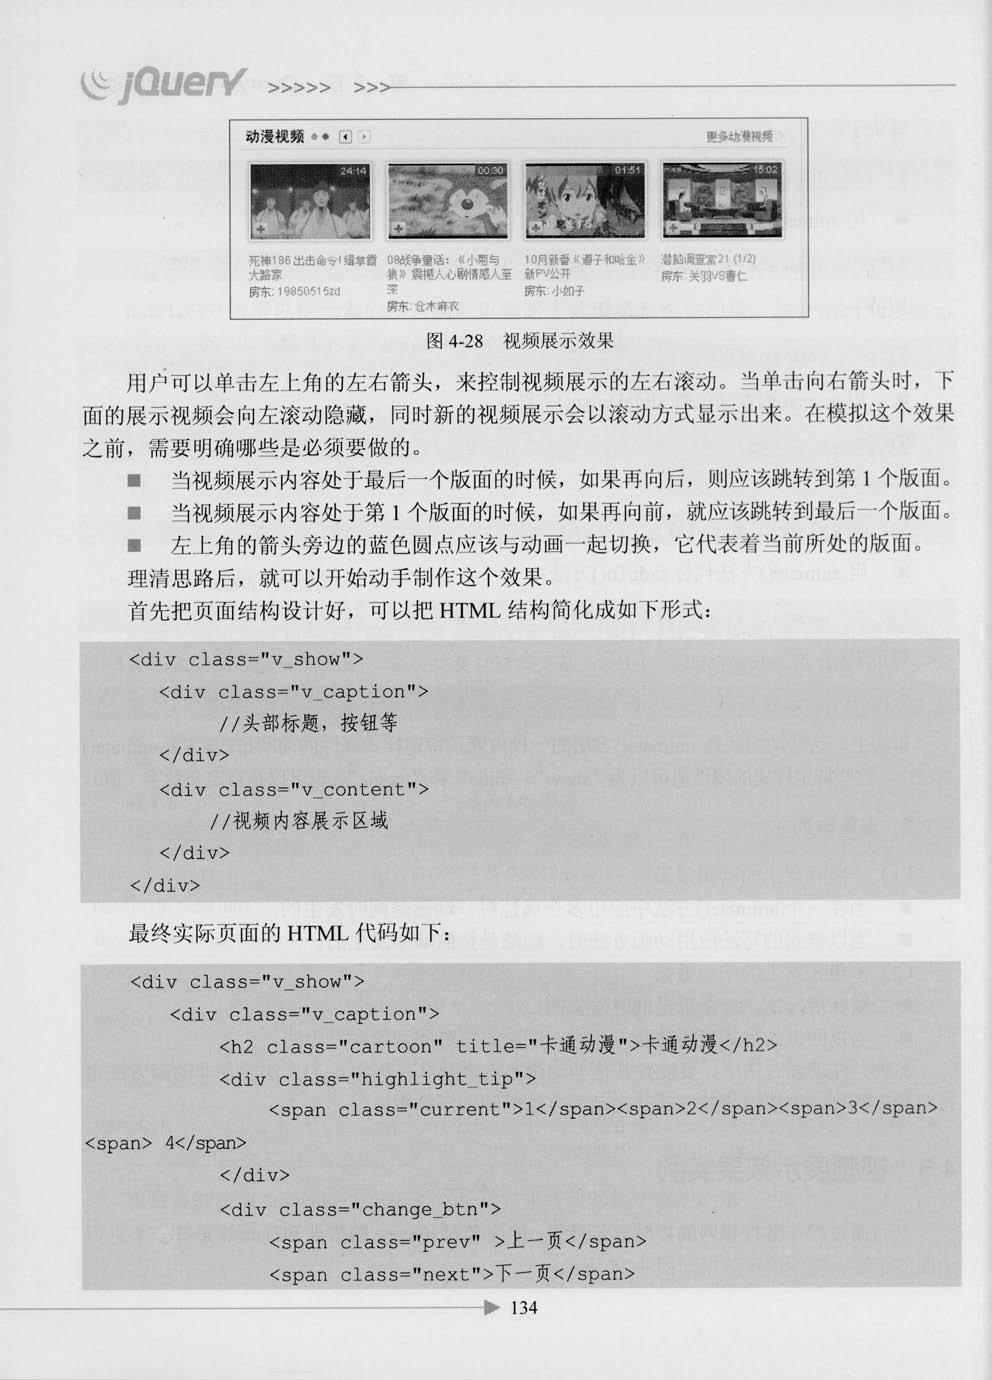 jQuery >>>>> >>>
动漫视频
更多动漫视频
24:14
00:30
01:51
15:02
死神186 出击命令!缉拿霞大路家
房东: 19850515zd
08战争童话：《小兎与狼》震撼人心剧情感人至深
房东: 仓木麻衣
10月新番《道子和哈金》新PV公开
房东: 小如子
房东: 关羽VS曹仁
图 4-28 视频展示效果
用户可以单击左上角的左右箭头，来控制视频展示的左右滚动。当单击向右箭头时，下
面的展示视频会向左滚动隐藏，同时新的视频展示会以滚动方式显示出来。在模拟这个效果
之前，需要明确哪些是必须要做的。
■ 当视频展示内容处于最后一个版面的时候，如果再向后，则应该跳转到第 1 个版面。
■ 当视频展示内容处于第 1 个版面的时候，如果再向前，就应该跳转到最后一个版面。
■ 左上角的箭头旁边的蓝色圆点应该与动画一起切换，它代表着当前所处的版面。
理清思路后，就可以开始动手制作这个效果。
首先把页面结构设计好，可以把 HTML 结构简化成如下形式：
<div class="v_show">
<div class="v_caption">
//头部标题，按钮等
</div>
<div class="v_content">
//视频内容展示区域
</div>
</div>
最终实际页面的 HTML 代码如下：
<div class="v_show">
<div class="v_caption">
<h2 class="cartoon" title="卡通动漫">卡通动漫</h2>
<div class="highlight_tip">
<span class="current">1</span><span>2</span><span>3</span>
<span> 4</span>
</div>
<div class="change_btn">
<span class="prev" >上一页</span>
<span class="next">下一页</span>
134